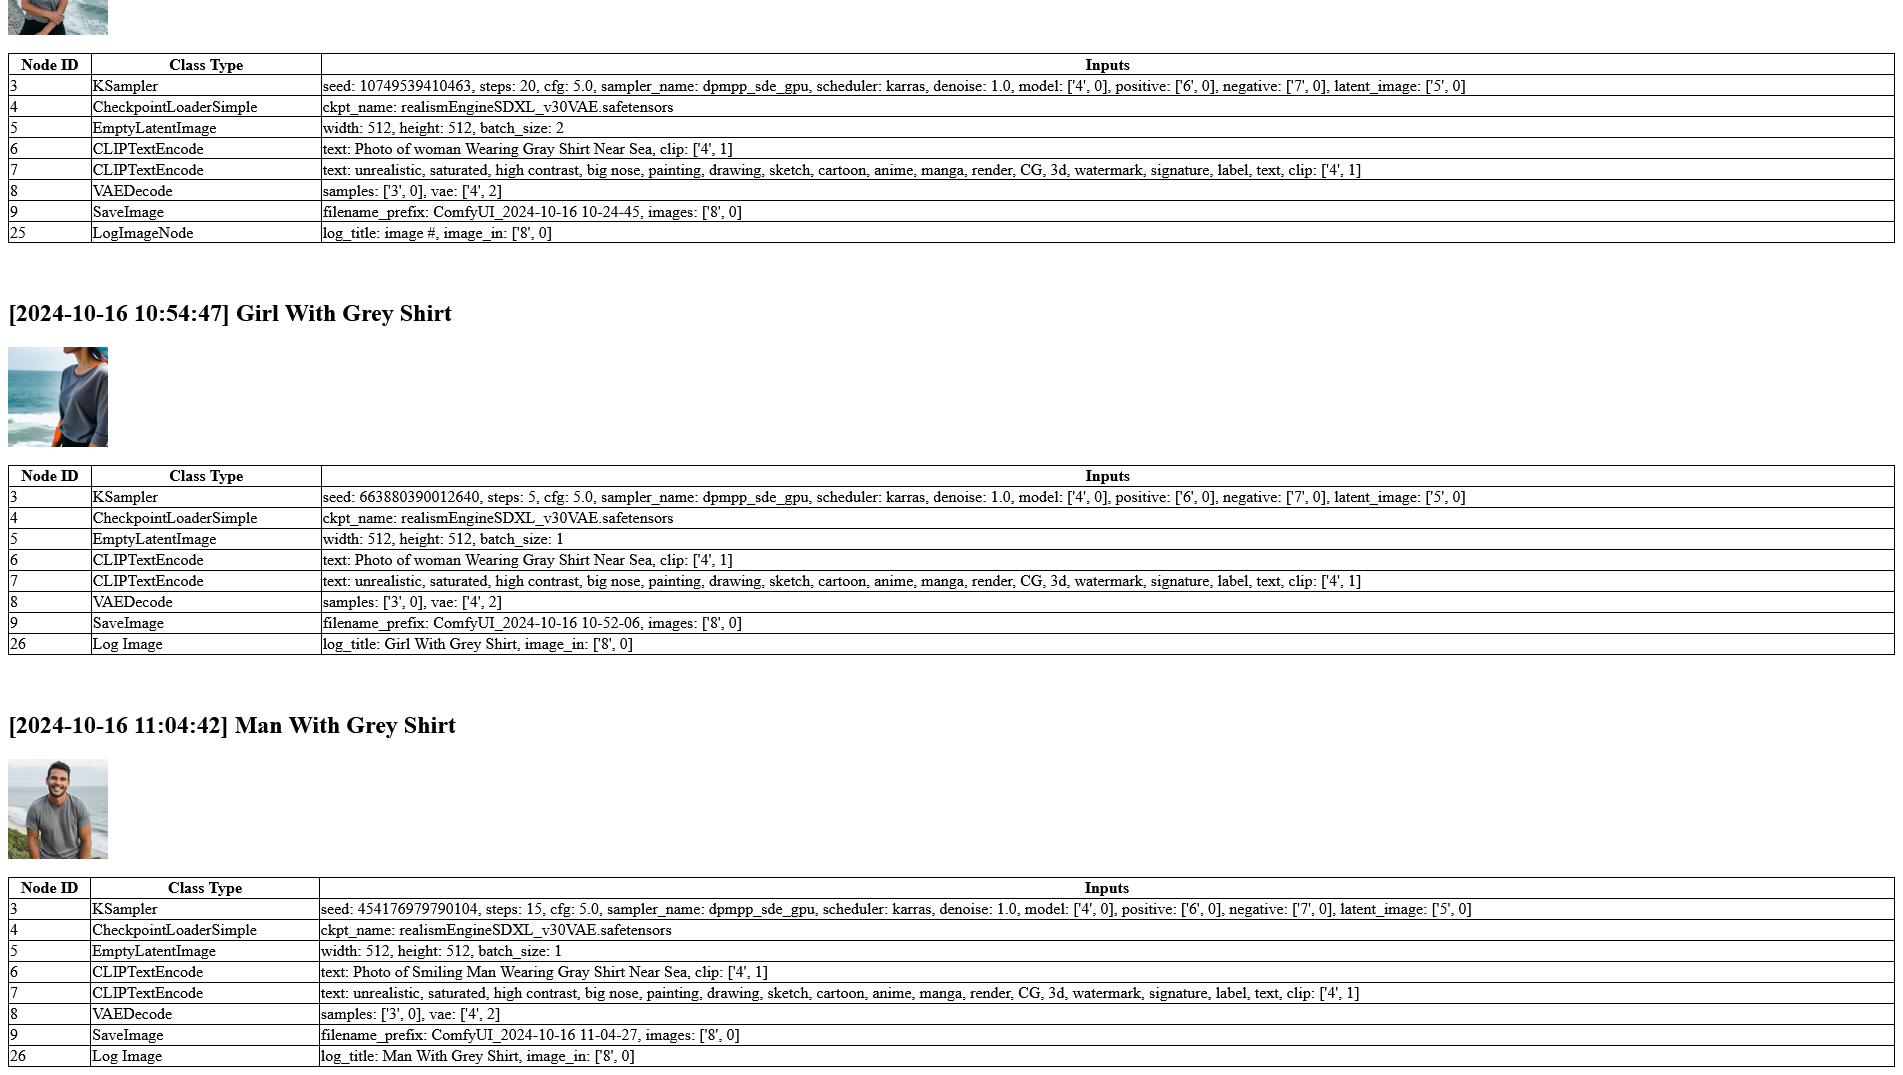 Node ID Class Type Inputs
3 KSampler seed: 10749539410463, steps: 20, cfg: 5.0, sampler_name: dpmpp_sde_gpu, scheduler: karras, denoise: 1.0, model: ['4', 0], positive: ['6', 0], negative: ['7', 0], latent_image: ['5', 0]
4 CheckpointLoaderSimple ckpt_name: realismEngineSDXL_v30VAE.safetensors
5 EmptyLatentImage width: 512, height: 512, batch_size: 2
6 CLIPTextEncode text: Photo of woman Wearing Gray Shirt Near Sea, clip: ['4', 1]
7 CLIPTextEncode text: unrealistic, saturated, high contrast, big nose, painting, drawing, sketch, cartoon, anime, manga, render, CG, 3d, watermark, signature, label, text, clip: ['4', 1]
8 VAEDecode samples: ['3', 0], vae: ['4', 2]
9 SaveImage filename_prefix: ComfyUI_2024-10-16 10-24-45, images: ['8', 0]
25 LogImageNode log_title: image #, image_in: ['8', 0]
[2024-10-16 10:54:47] Girl With Grey Shirt
Node ID Class Type Inputs
3 KSampler seed: 663880390012640, steps: 5, cfg: 5.0, sampler_name: dpmpp_sde_gpu, scheduler: karras, denoise: 1.0, model: ['4', 0], positive: ['6', 0], negative: ['7', 0], latent_image: ['5', 0]
4 CheckpointLoaderSimple ckpt_name: realismEngineSDXL_v30VAE.safetensors
5 EmptyLatentImage width: 512, height: 512, batch_size: 1
6 CLIPTextEncode text: Photo of woman Wearing Gray Shirt Near Sea, clip: ['4', 1]
7 CLIPTextEncode text: unrealistic, saturated, high contrast, big nose, painting, drawing, sketch, cartoon, anime, manga, render, CG, 3d, watermark, signature, label, text, clip: ['4', 1]
8 VAEDecode samples: ['3', 0], vae: ['4', 2]
9 SaveImage filename_prefix: ComfyUI_2024-10-16 10-52-06, images: ['8', 0]
26 Log Image log_title: Girl With Grey Shirt, image_in: ['8', 0]
[2024-10-16 11:04:42] Man With Grey Shirt
Node ID Class Type Inputs
3 KSampler seed: 454176979790104, steps: 15, cfg: 5.0, sampler_name: dpmpp_sde_gpu, scheduler: karras, denoise: 1.0, model: ['4', 0], positive: ['6', 0], negative: ['7', 0], latent_image: ['5', 0]
4 CheckpointLoaderSimple ckpt_name: realismEngineSDXL_v30VAE.safetensors
5 EmptyLatentImage width: 512, height: 512, batch_size: 1
6 CLIPTextEncode text: Photo of Smiling Man Wearing Gray Shirt Near Sea, clip: ['4', 1]
7 CLIPTextEncode text: unrealistic, saturated, high contrast, big nose, painting, drawing, sketch, cartoon, anime, manga, render, CG, 3d, watermark, signature, label, text, clip: ['4', 1]
8 VAEDecode samples: ['3', 0], vae: ['4', 2]
9 SaveImage filename_prefix: ComfyUI_2024-10-16 11-04-27, images: ['8', 0]
26 Log Image log_title: Man With Grey Shirt, image_in: ['8', 0]